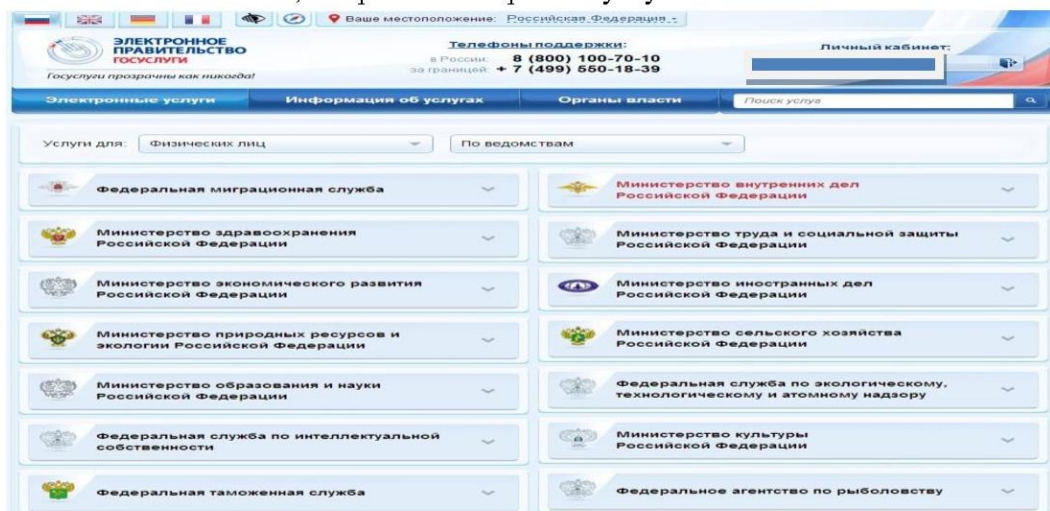 Ваше местоположение: Российская Федерация
ЭЛЕКТРОННОЕ
ПРАВИТЕЛЬСТВО
ГОСУСЛУГИ
Госуслуги прозрачны как никогда!
Телефоны поддержки:
в России: 8 (800) 100-70-10
за границей: + 7 (499) 550-18-39
Личный кабинет:
Электронные услуги
Информация об услугах
Органы власти
Поиск услуг
Услуги для:
Физических лиц
По ведомствам
Федеральная миграционная служба
Министерство внутренних дел
Российской Федерации
Министерство здравоохранения
Российской Федерации
Министерство труда и социальной защиты
Российской Федерации
Министерство экономического развития
Российской Федерации
Министерство иностранных дел
Российской Федерации
Министерство природных ресурсов и
экологии Российской Федерации
Министерство сельского хозяйства
Российской Федерации
Министерство образования и науки
Российской Федерации
Федеральная служба по экологическому,
технологическому и атомному надзору
Федеральная служба по интеллектуальной
собственности
Министерство культуры
Российской Федерации
Федеральная таможенная служба
Федеральное агентство по рыболовству